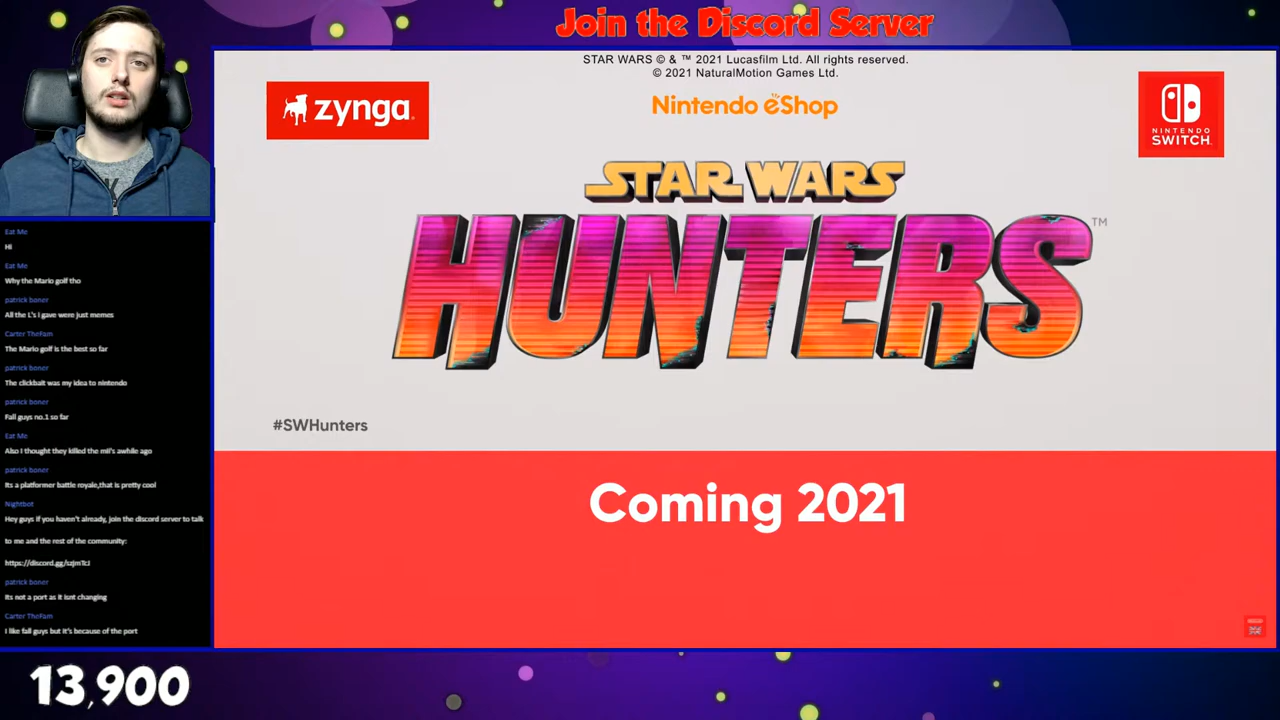 Join the Discord Server
STAR WARS © & ™ 2021 Lucasfilm Ltd. All rights reserved.
© 2021 NaturalMotion Games Ltd.
zynga
Nintendo eShop
NINTENDO
SWITCH
STAR WARS
HUNTERS™
#SWHunters
Coming 2021
Eat Me
Hi
Eat Me
Why the Mario golf tho
patrick boner
All the L's I gave were just memes
Carter TheFam
The Mario golf is the best so far
patrick boner
The clickbait was my idea to nintendo
patrick boner
Fall guys no.1 so far
Eat Me
Also I thought they killed the mii's awhile ago
patrick boner
Its a platformer battle royale,that is pretty cool
Nightbot
Hey guys if you haven't already, join the discord server to talk
to me and the rest of the community:
https://discord.gg/szjmTcJ
patrick boner
Its not a port as it isnt changing
Carter TheFam
I like fall guys but it's because of the port
13,900